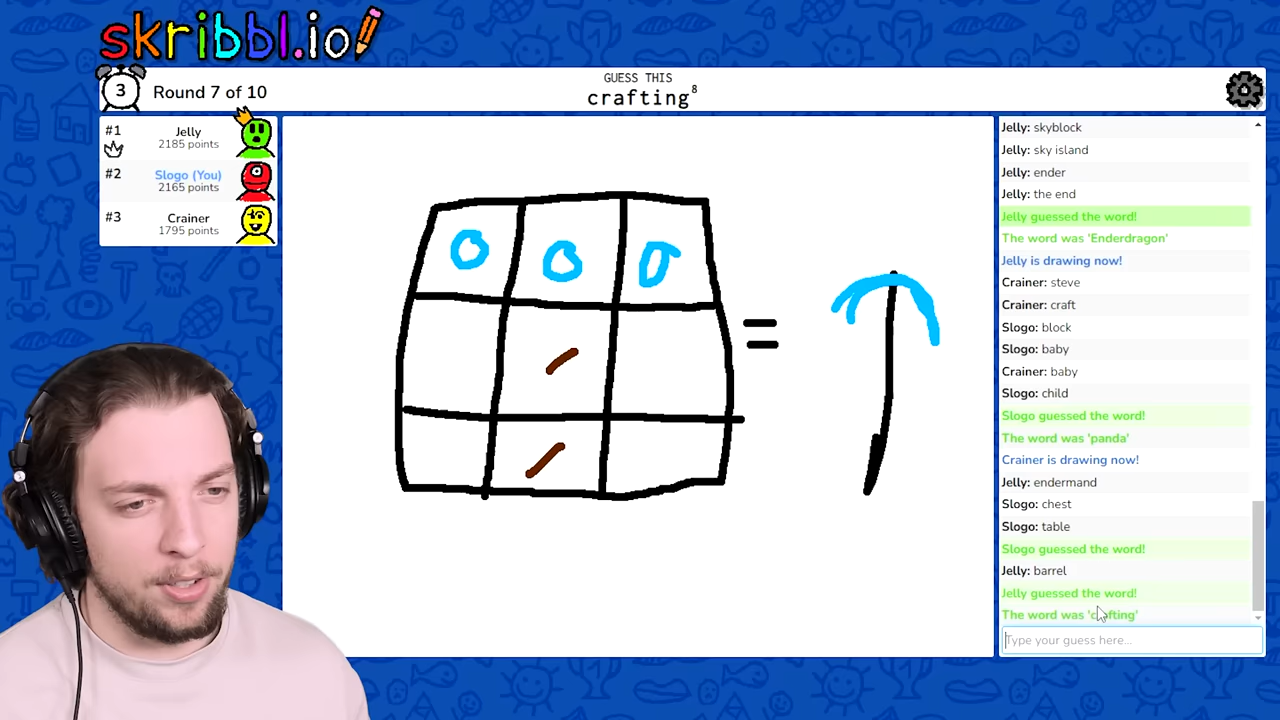 skribbl.io
3
Round 7 of 10
GUESS THIS
crafting8
#1
Jelly
2185 points
#2
Slogo (You)
2165 points
#3
Crainer
1795 points
Jelly: skyblock
Jelly: sky island
Jelly: ender
Jelly: the end
Jelly guessed the word!
The word was 'Enderdragon'
Jelly is drawing now!
Crainer: steve
Crainer: craft
Slogo: block
Slogo: baby
Crainer: baby
Slogo: child
Slogo guessed the word!
The word was 'panda'
Crainer is drawing now!
Jelly: endermand
Slogo: chest
Slogo: table
Slogo guessed the word!
Jelly: barrel
Jelly guessed the word!
The word was 'crafting'
Type your guess here...